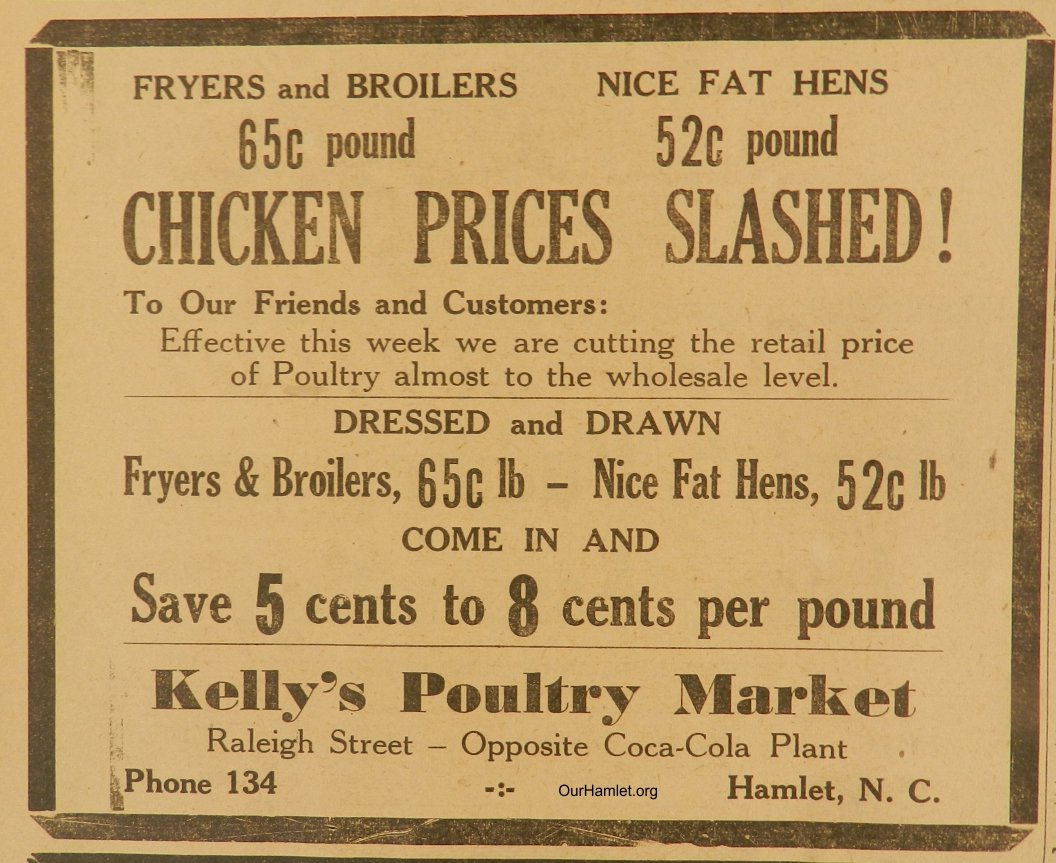 FRYERS and BROILERS NICE FAT HENS
65c pound 52c pound
CHICKEN PRICES SLASHED!
To Our Friends and Customers:
Effective this week we are cutting the retail price
of Poultry almost to the wholesale level.
DRESSED and DRAWN
Fryers & Broilers, 65c lb – Nice Fat Hens, 52c lb
COME IN AND
Save 5 cents to 8 cents per pound
Kelly's Poultry Market
Raleigh Street – Opposite Coca-Cola Plant
Phone 134 -:- OurHamlet.org Hamlet, N. C.